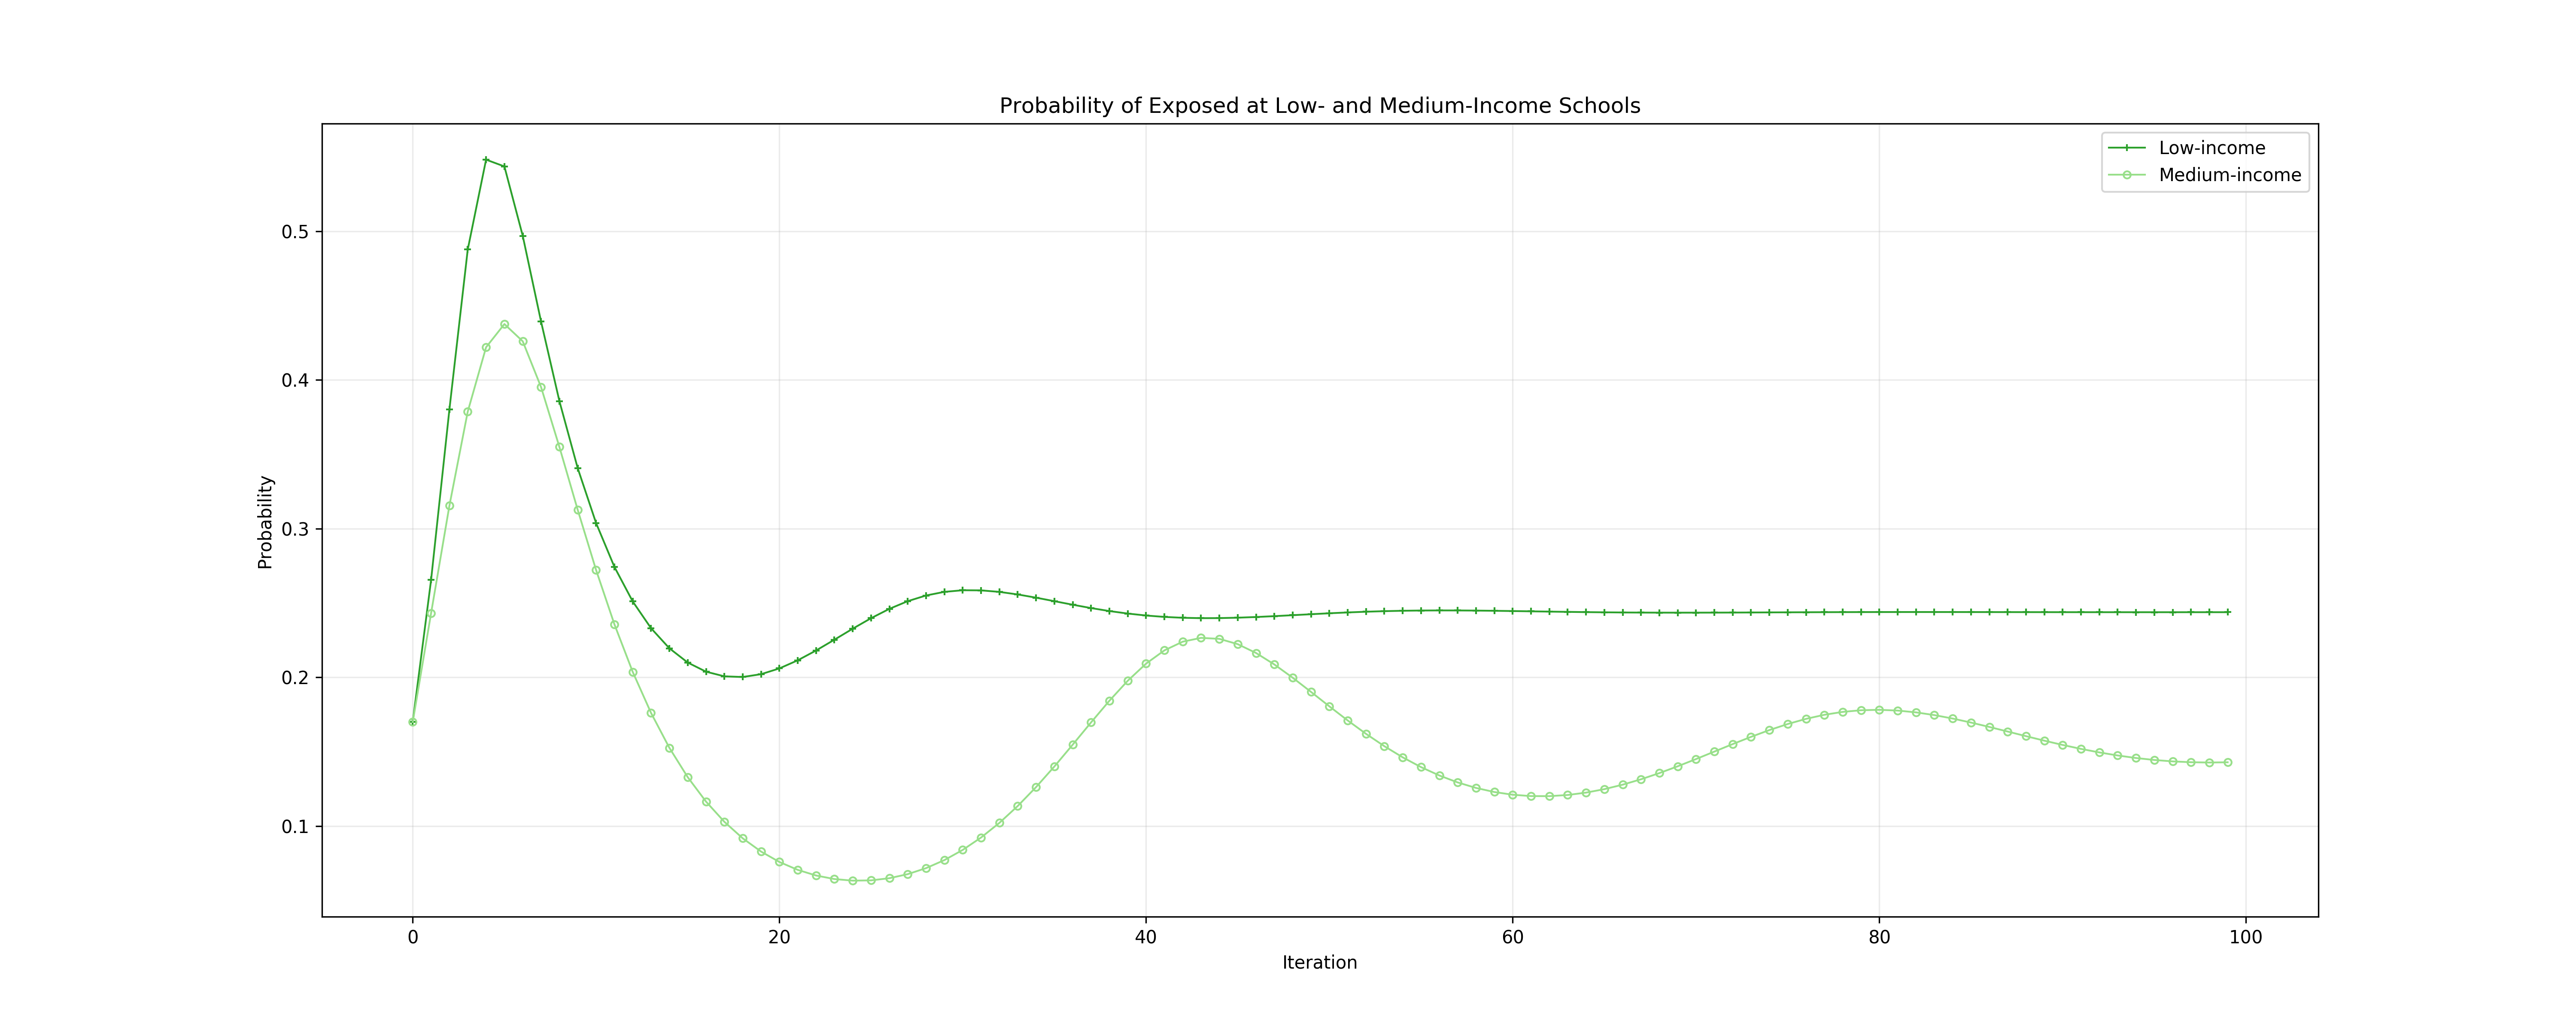 Probability of Exposed at Low- and Medium-Income Schools
Low-income
Medium-income
Probability
0.5
0.4
0.3
0.2
0.1
0 20 40 60 80 100
Iteration